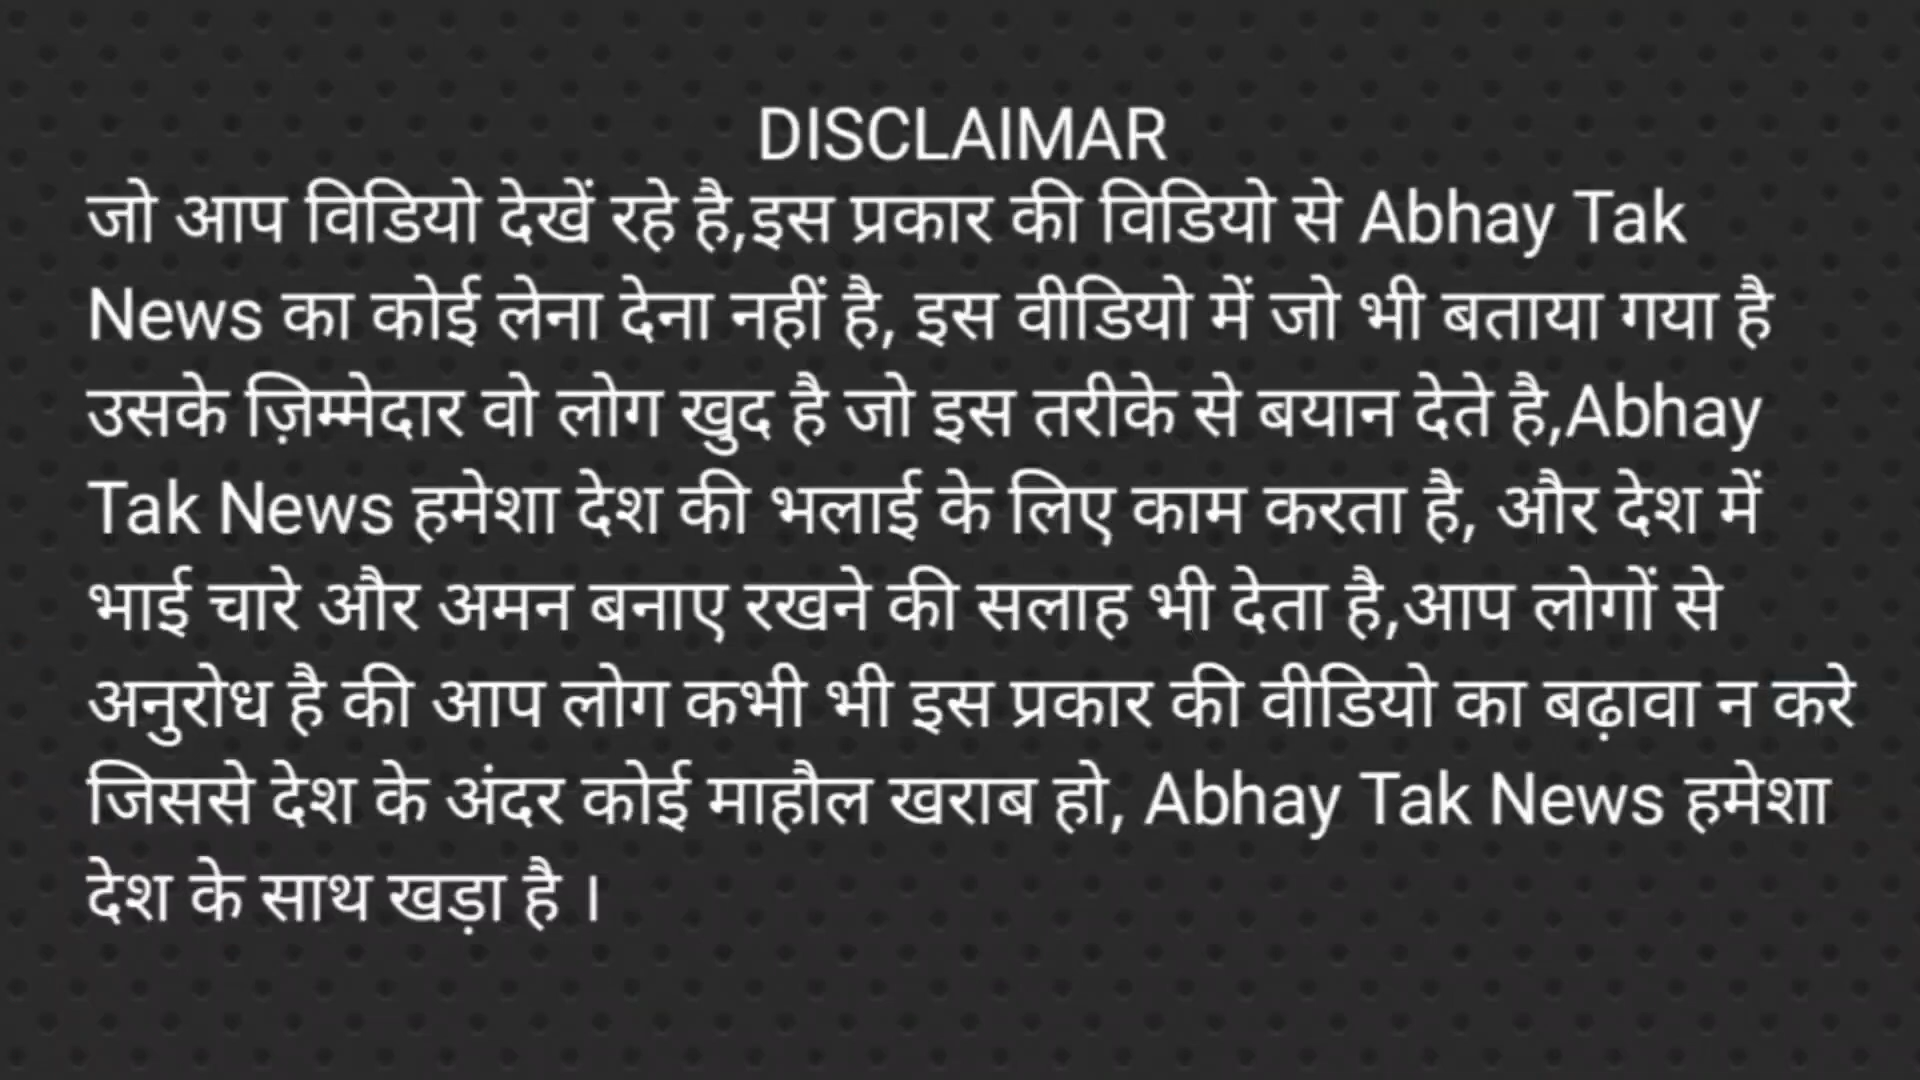 DISCLAIMAR
जो आप विडियो देखें रहे है,इस प्रकार की विडियो से Abhay Tak
News का कोई लेना देना नहीं है, इस वीडियो में जो भी बताया गया है
उसके ज़िम्मेदार वो लोग खुद है जो इस तरीके से बयान देते है,Abhay
Tak News हमेशा देश की भलाई के लिए काम करता है, और देश में
भाई चारे और अमन बनाए रखने की सलाह भी देता है,आप लोगों से
अनुरोध है की आप लोग कभी भी इस प्रकार की वीडियो का बढ़ावा न करे
जिससे देश के अंदर कोई माहौल खराब हो, Abhay Tak News हमेशा
देश के साथ खड़ा है ।